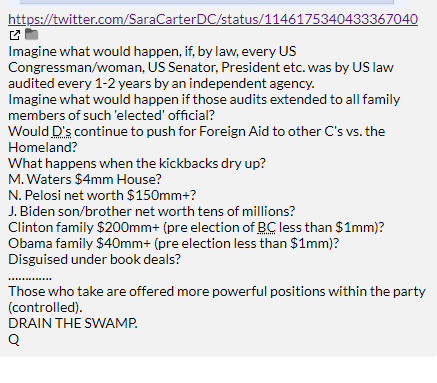 https://twitter.com/SaraCarterDC/status/1146175340433367040
Imagine what would happen, if, by law, every US
Congressman/woman, US Senator, President etc. was by US law
audited every 1-2 years by an independent agency.
Imagine what would happen if those audits extended to all family
members of such 'elected' official?
Would D's continue to push for Foreign Aid to other C's vs. the
Homeland?
What happens when the kickbacks dry up?
M. Waters $4mm House?
N. Pelosi net worth $150mm+?
J. Biden son/brother net worth tens of millions?
Clinton family $200mm+ (pre election of BC less than $1mm)?
Obama family $40mm+ (pre election less than $1mm)?
Disguised under book deals?
.............
Those who take are offered more powerful positions within the party
(controlled).
DRAIN THE SWAMP.
Q